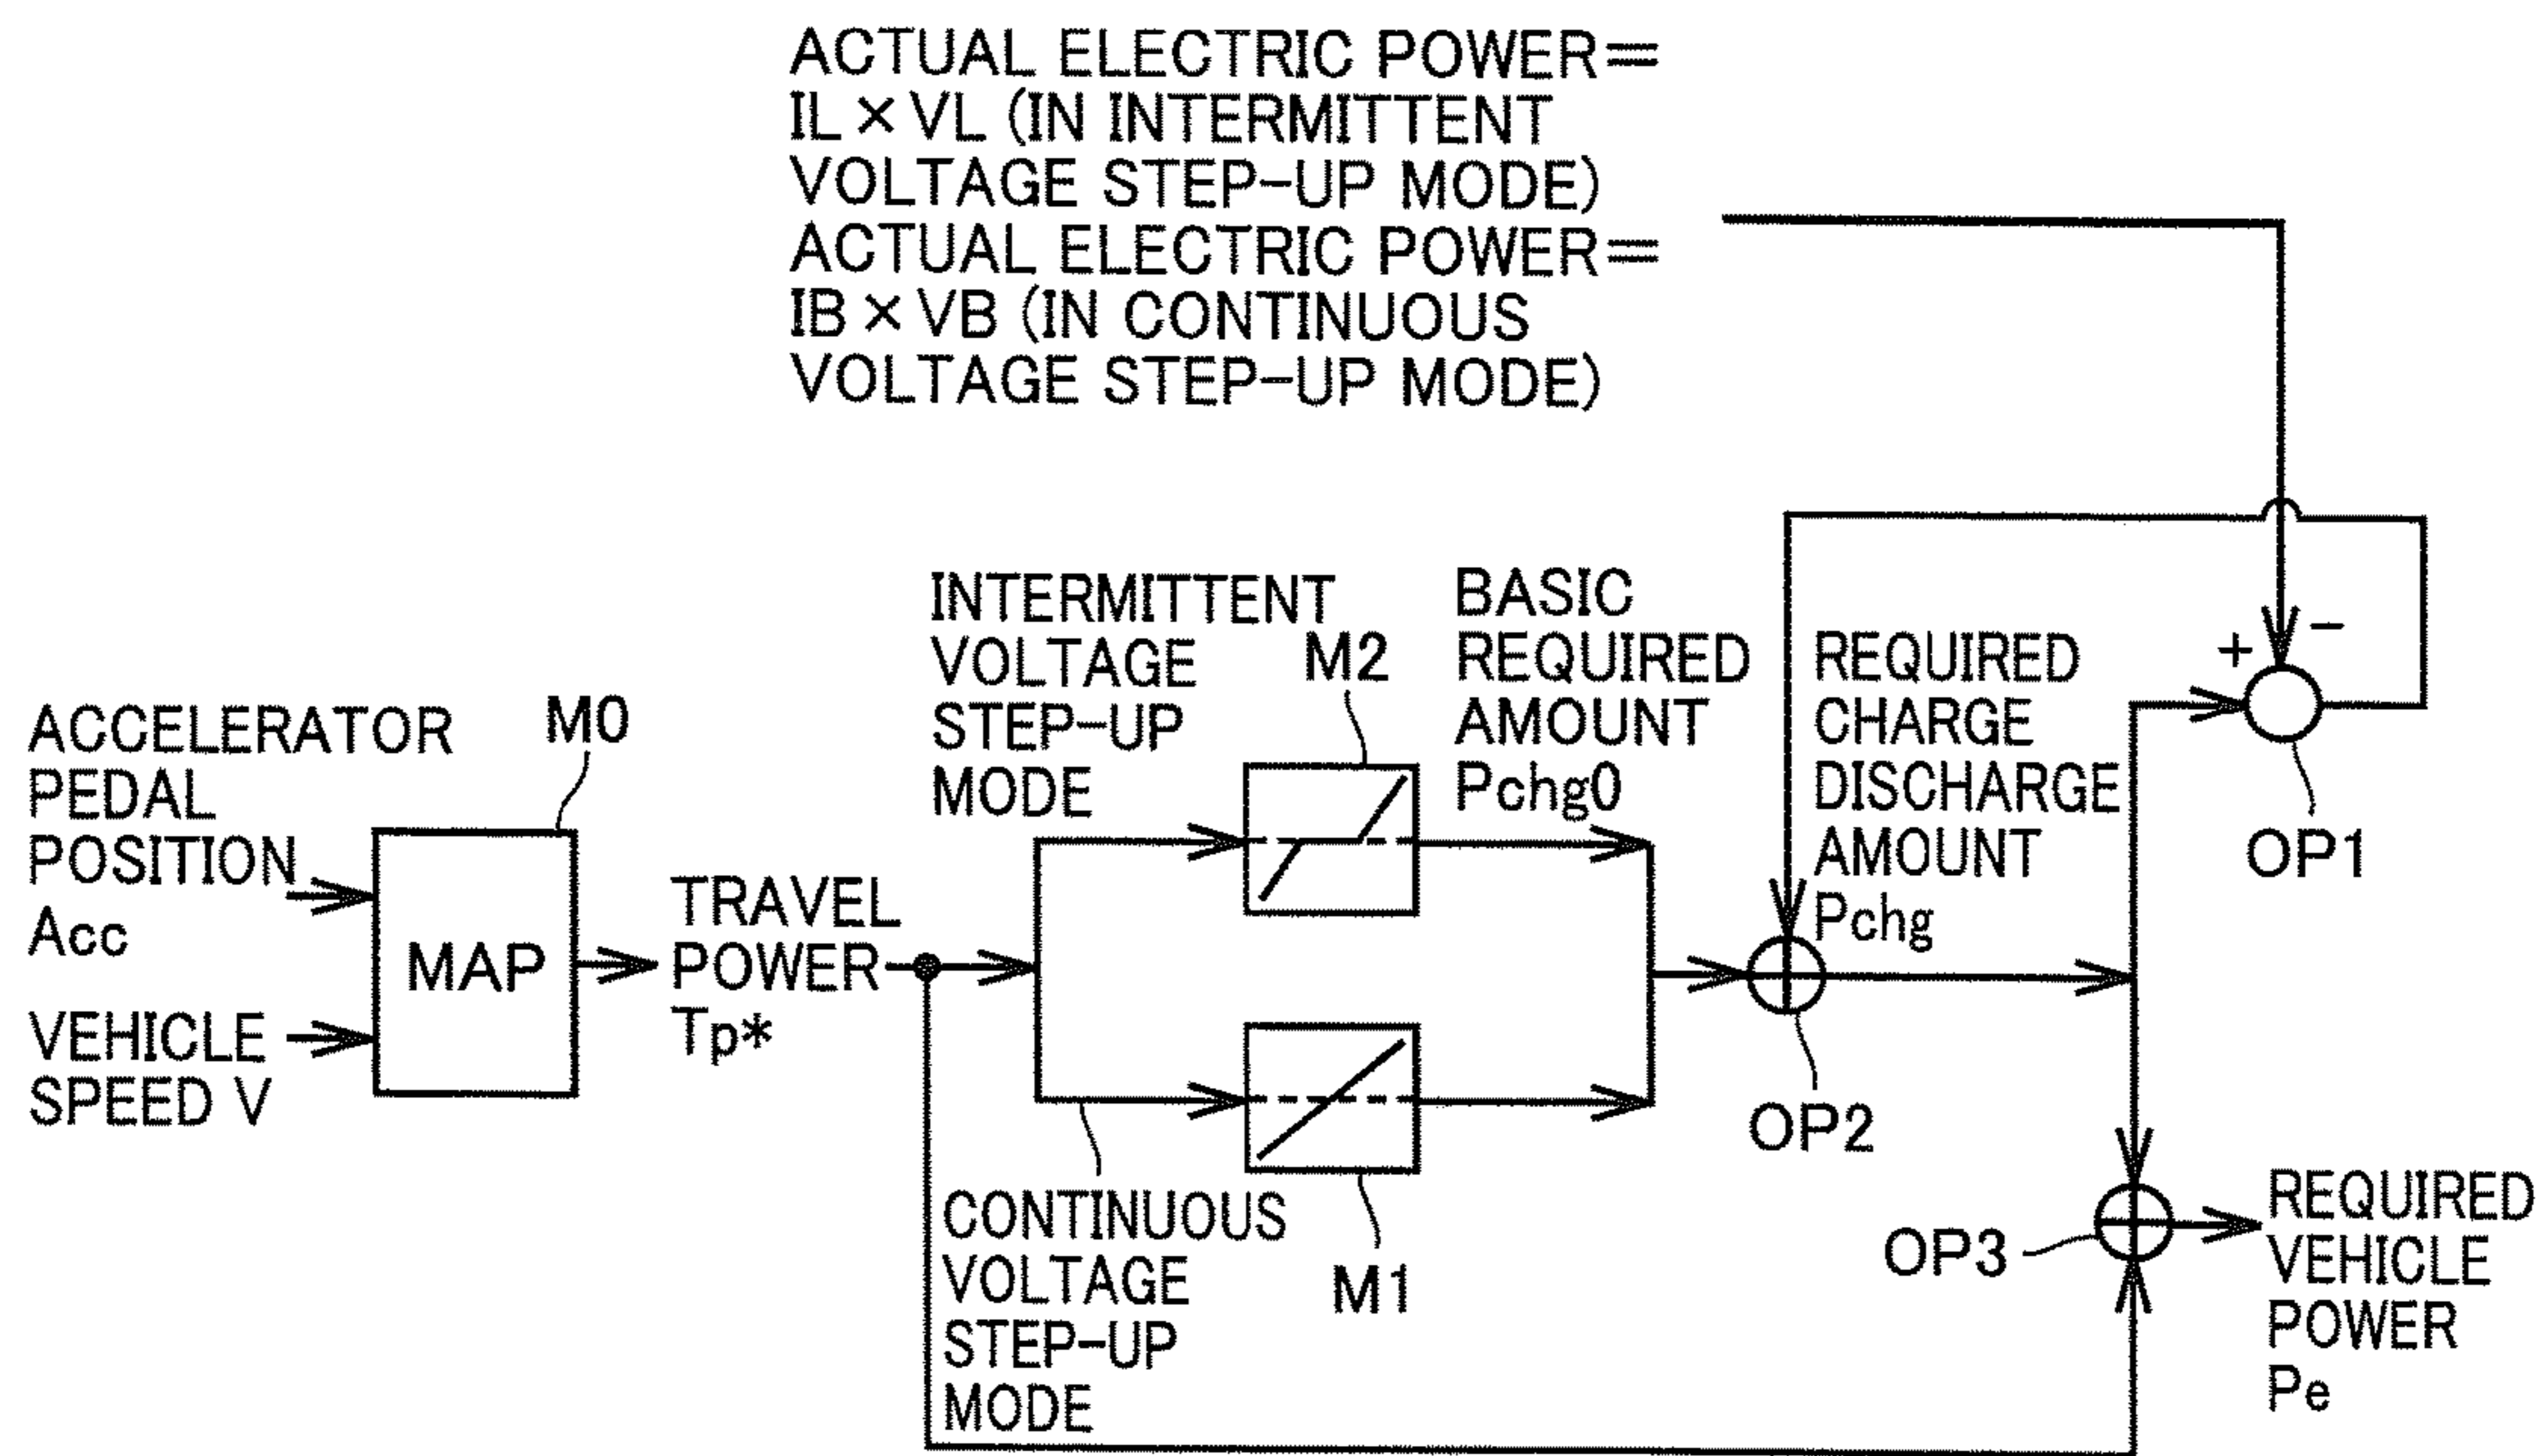 ACTUAL ELECTRIC POWER=
IL×VL (IN INTERMITTENT
VOLTAGE STEP-UP MODE)
ACTUAL ELECTRIC POWER=
IB×VB (IN CONTINUOUS
VOLTAGE STEP-UP MODE)
ACCELERATOR
PEDAL
POSITION
Acc
VEHICLE
SPEED V
M0
MAP
TRAVEL
POWER
Tp*
INTERMITTENT
VOLTAGE
STEP-UP
MODE
M2
CONTINUOUS
VOLTAGE
STEP-UP
MODE
M1
BASIC
REQUIRED
AMOUNT
Pchg0
OP2
REQUIRED
CHARGE
DISCHARGE
AMOUNT
Pchg
+
-
OP1
OP3
REQUIRED
VEHICLE
POWER
Pe